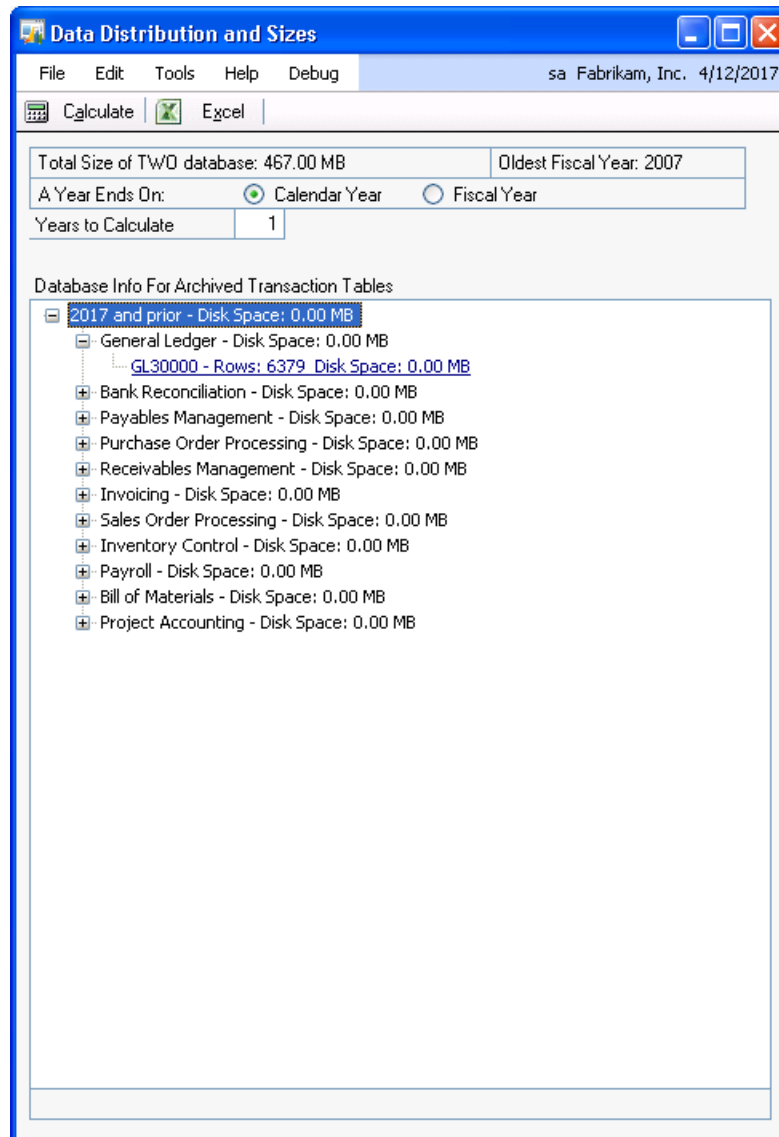 Data Distribution and Sizes
File Edit Tools Help Debug sa Fabrikam, Inc. 4/12/2017
Calculate Excel
Total Size of TWO database: 467.00 MB Oldest Fiscal Year: 2007
A Year Ends On: Calendar Year Fiscal Year
Years to Calculate 1
Database Info For Archived Transaction Tables
2017 and prior - Disk Space: 0.00 MB
General Ledger - Disk Space: 0.00 MB
GL30000 - Rows: 6379 Disk Space: 0.00 MB
Bank Reconciliation - Disk Space: 0.00 MB
Payables Management - Disk Space: 0.00 MB
Purchase Order Processing - Disk Space: 0.00 MB
Receivables Management - Disk Space: 0.00 MB
Invoicing - Disk Space: 0.00 MB
Sales Order Processing - Disk Space: 0.00 MB
Inventory Control - Disk Space: 0.00 MB
Payroll - Disk Space: 0.00 MB
Bill of Materials - Disk Space: 0.00 MB
Project Accounting - Disk Space: 0.00 MB